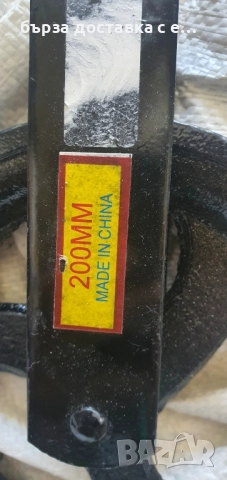 бърза доставка с е...
200MM
MADE IN CHINA
BAZAR